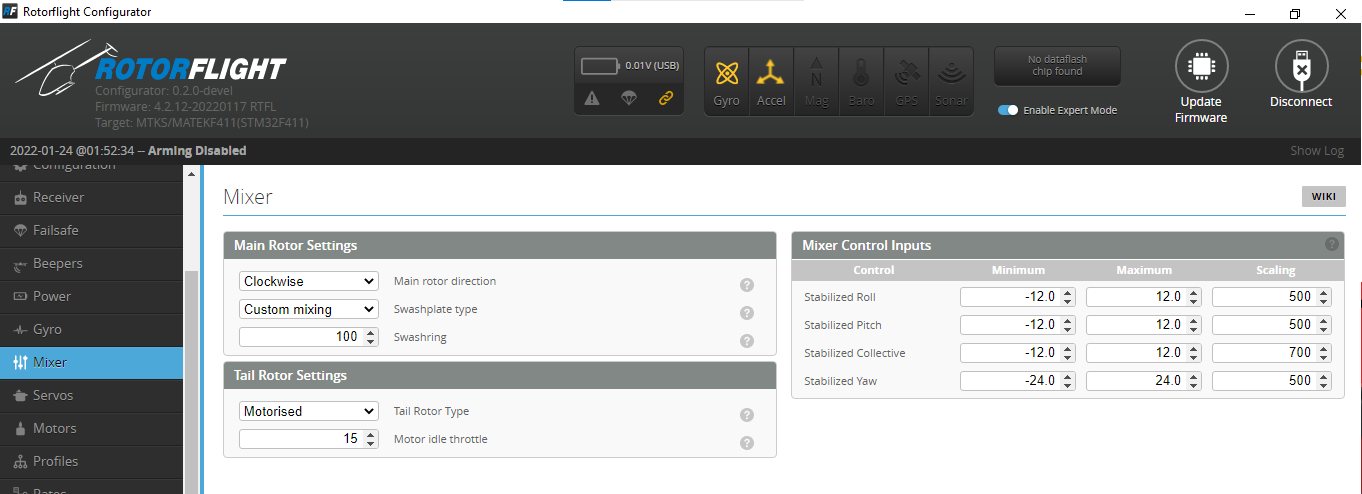 Rotorflight Configurator
ROTORFLIGHT
Configurator: 0.2.0-devel
Firmware: 4.2.12-20220117 RTFL
Target: MTKS/MATEKF411(STM32F411)
0.01V (USB)
Gyro Accel Mag Baro GPS Sonar
No dataflash
chip found
Enable Expert Mode
Update
Firmware
Disconnect
2022-01-24 @01:52:34 -- Arming Disabled
Show Log
Configuration
Receiver
Failsafe
Beepers
Power
Gyro
Mixer
Servos
Motors
Profiles
Rates
Mixer
WIKI
Main Rotor Settings
Clockwise Main rotor direction ?
Custom mixing Swashplate type ?
100 Swashring ?
Tail Rotor Settings
Motorised Tail Rotor Type ?
15 Motor idle throttle ?
Mixer Control Inputs ?
Control Minimum Maximum Scaling
Stabilized Roll -12.0 12.0 500
Stabilized Pitch -12.0 12.0 500
Stabilized Collective -12.0 12.0 700
Stabilized Yaw -24.0 24.0 500